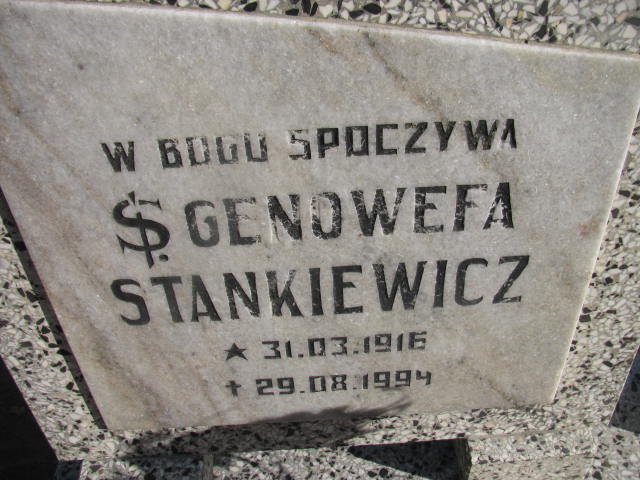 W BOGU SPOCZYWA
Ś.P. GENOWEFA
STANKIEWICZ
★ 31.03.1916
✝ 29.08.1994